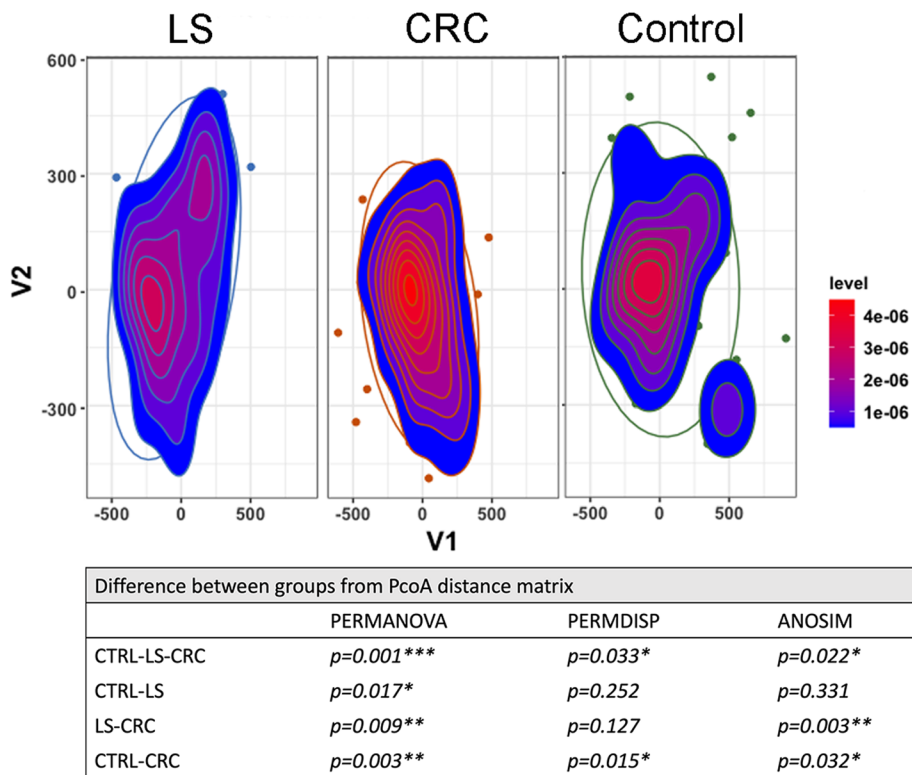 LS CRC Control
600
300
0
-300
V2
-500 0 500 -500 0 500 -500 0 500
V1
level
4e-06
3e-06
2e-06
1e-06
Difference between groups from PcoA distance matrix
PERMANOVA PERMDISP ANOSIM
CTRL-LS-CRC p=0.001*** p=0.033* p=0.022*
CTRL-LS p=0.017* p=0.252 p=0.331
LS-CRC p=0.009** p=0.127 p=0.003**
CTRL-CRC p=0.003** p=0.015* p=0.032*